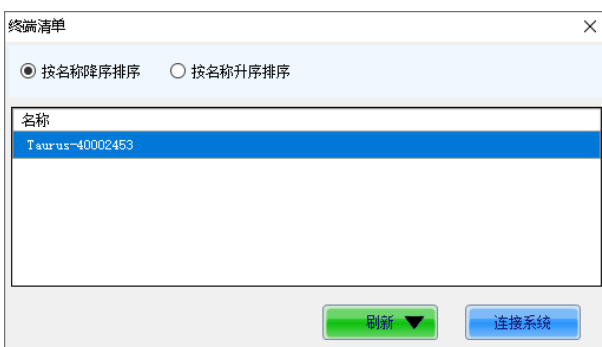 终端清单
按名称降序排序 按名称升序排序
名称
Taurus-40002453
刷新 连接系统